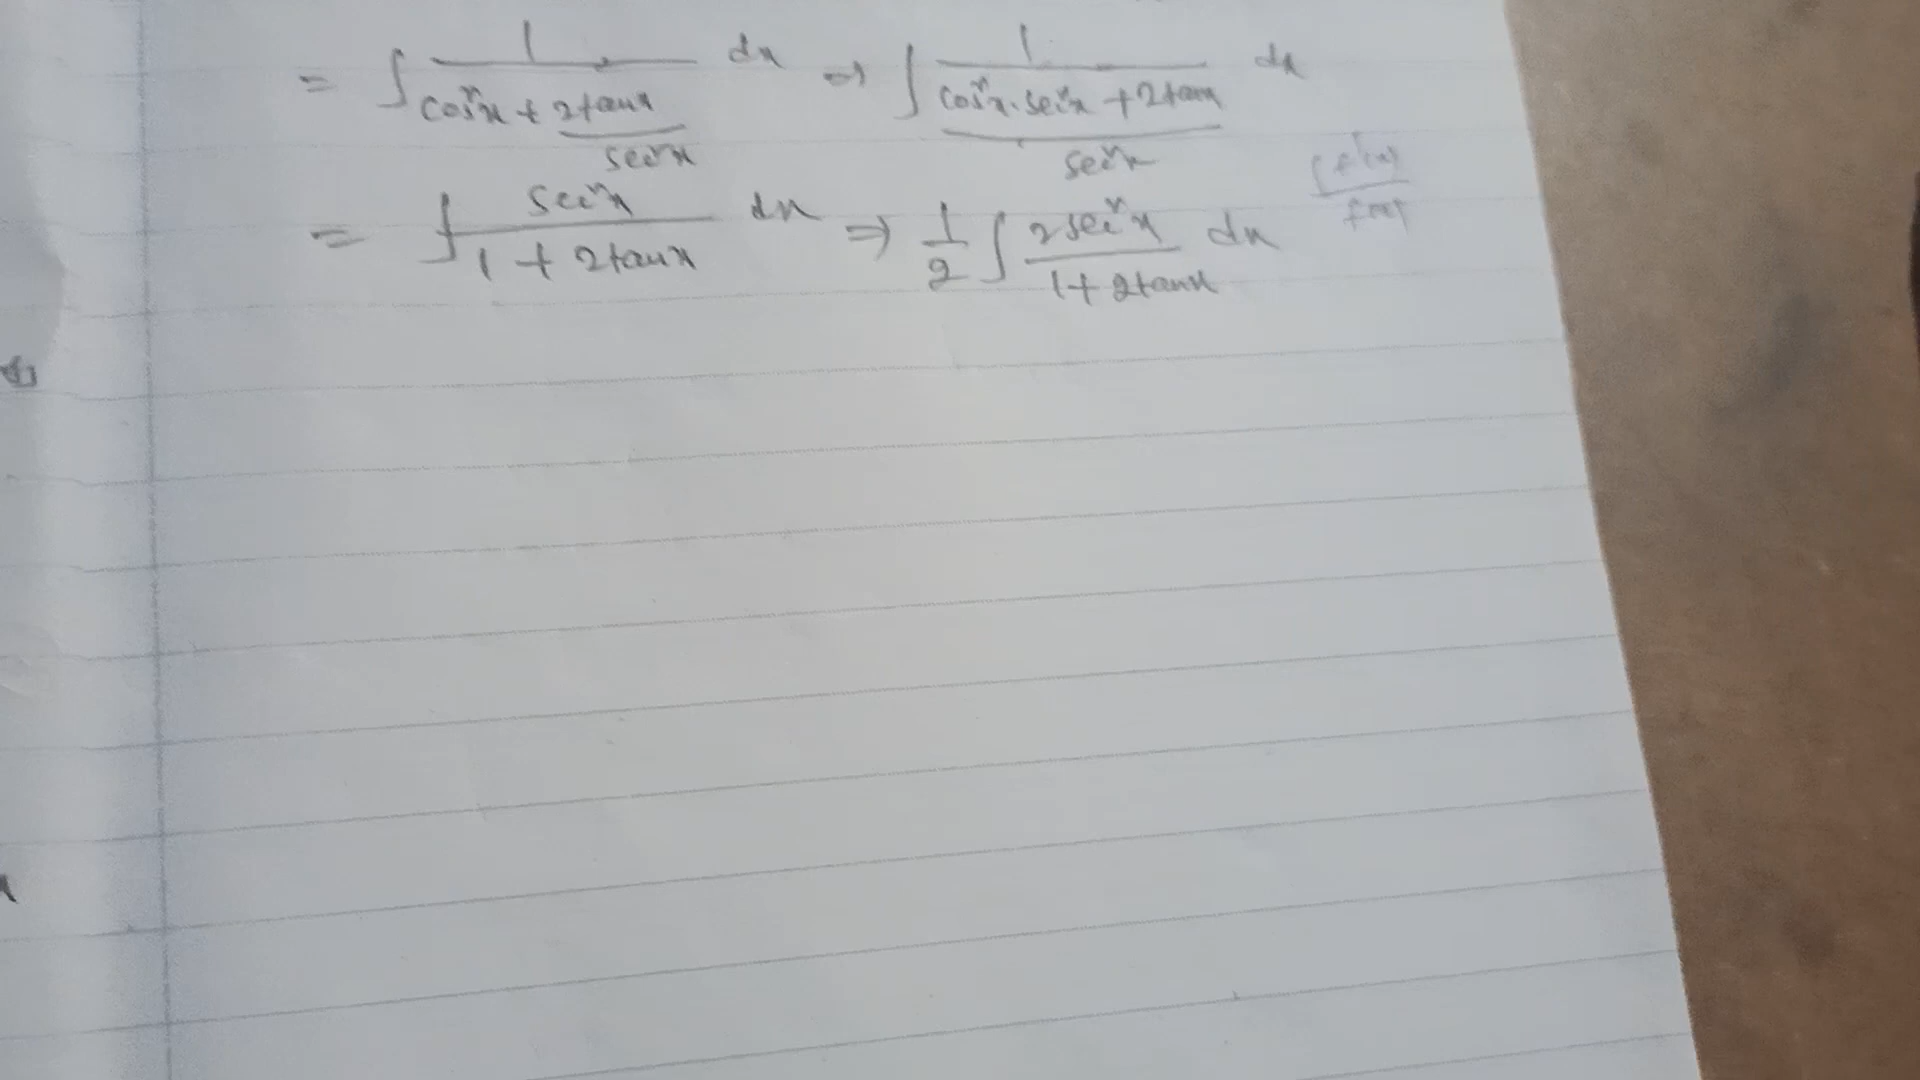 = ∫ 1/(cos²x + 2tanx/sec²x) dx ⇒ ∫ 1/((cos²x·sec²x + 2tanx)/sec²x) dx
= ∫ sec²x/(1 + 2tanx) dx ⇒ 1/2 ∫ 2sec²x/(1 + 2tanx) dx ∫ f'(x)/f(x)